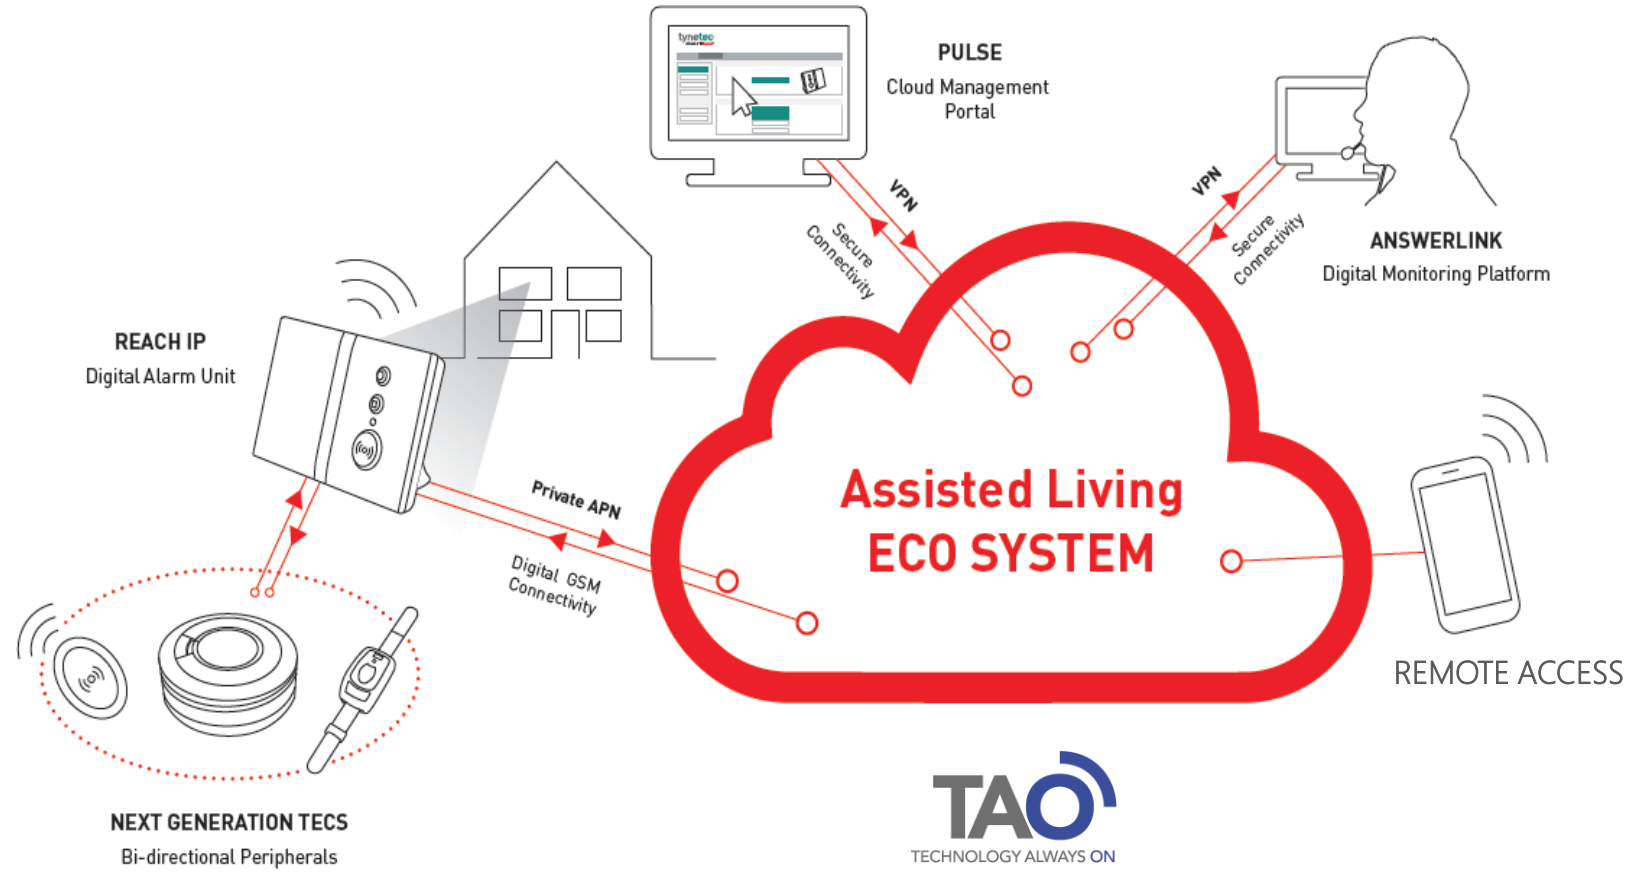 tynetec
PULSE
Cloud Management
Portal
VPN
Secure
Connectivity
VPN
Secure
Connectivity
ANSWERLINK
Digital Monitoring Platform
REACH IP
Digital Alarm Unit
Private APN
Digital GSM
Connectivity
Assisted Living
ECO SYSTEM
REMOTE ACCESS
NEXT GENERATION TECS
Bi-directional Peripherals
TAO
TECHNOLOGY ALWAYS ON